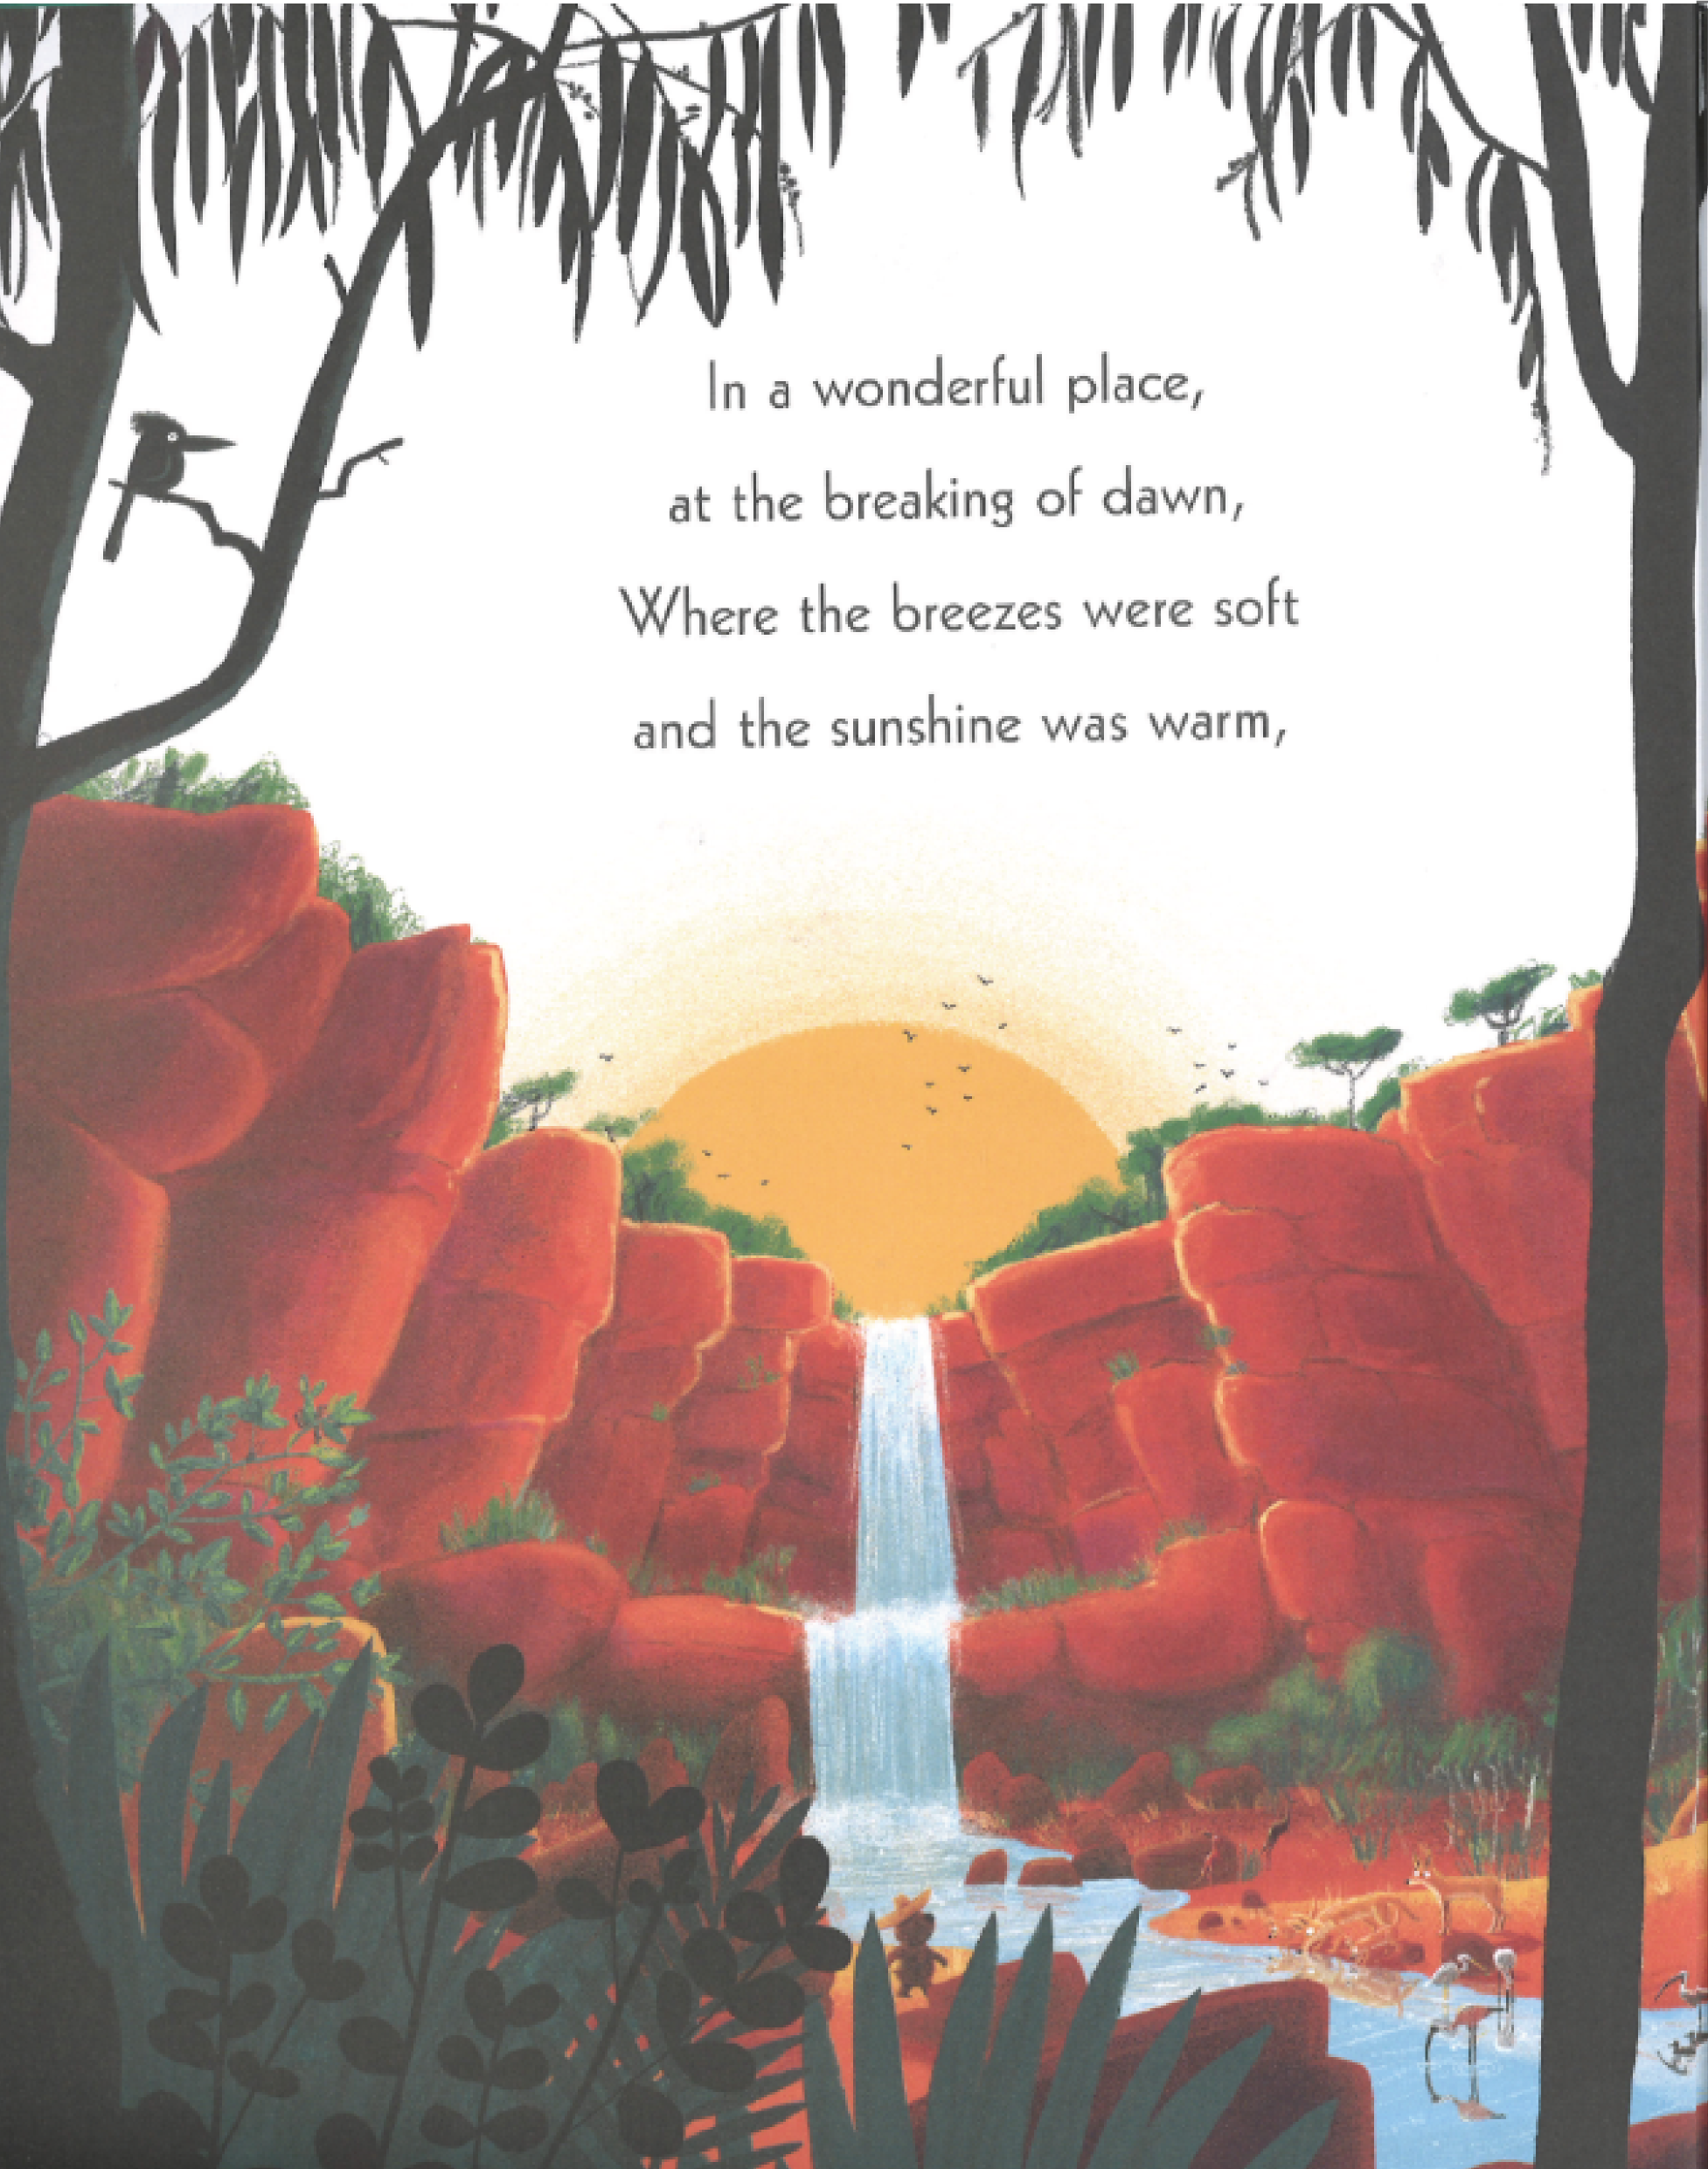 In a wonderful place,
at the breaking of dawn,
Where the breezes were soft
and the sunshine was warm,